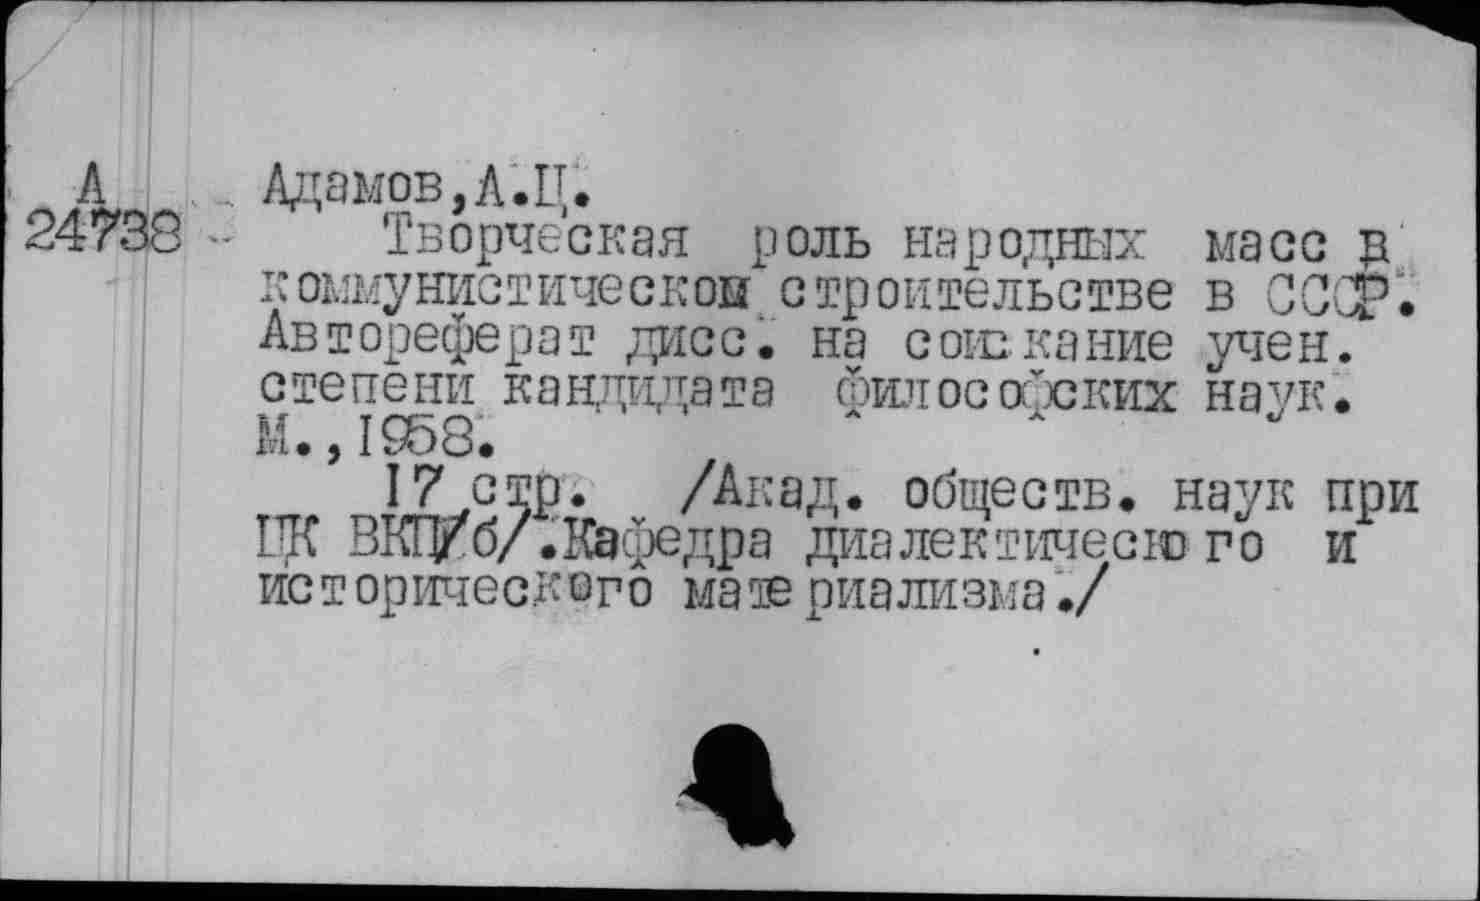 А
24738
Адамов,А.Ц.
Творческая роль народных масс в
коммунистическом строительстве в СССР.
Автореферат дисс. на соискание учен.
степени кандидата философских наук.
М.,1958.
17 стр. /Акад. обществ. наук при
ЦК ВКП/б/.Кафедра диалектического и
исторического материализма./